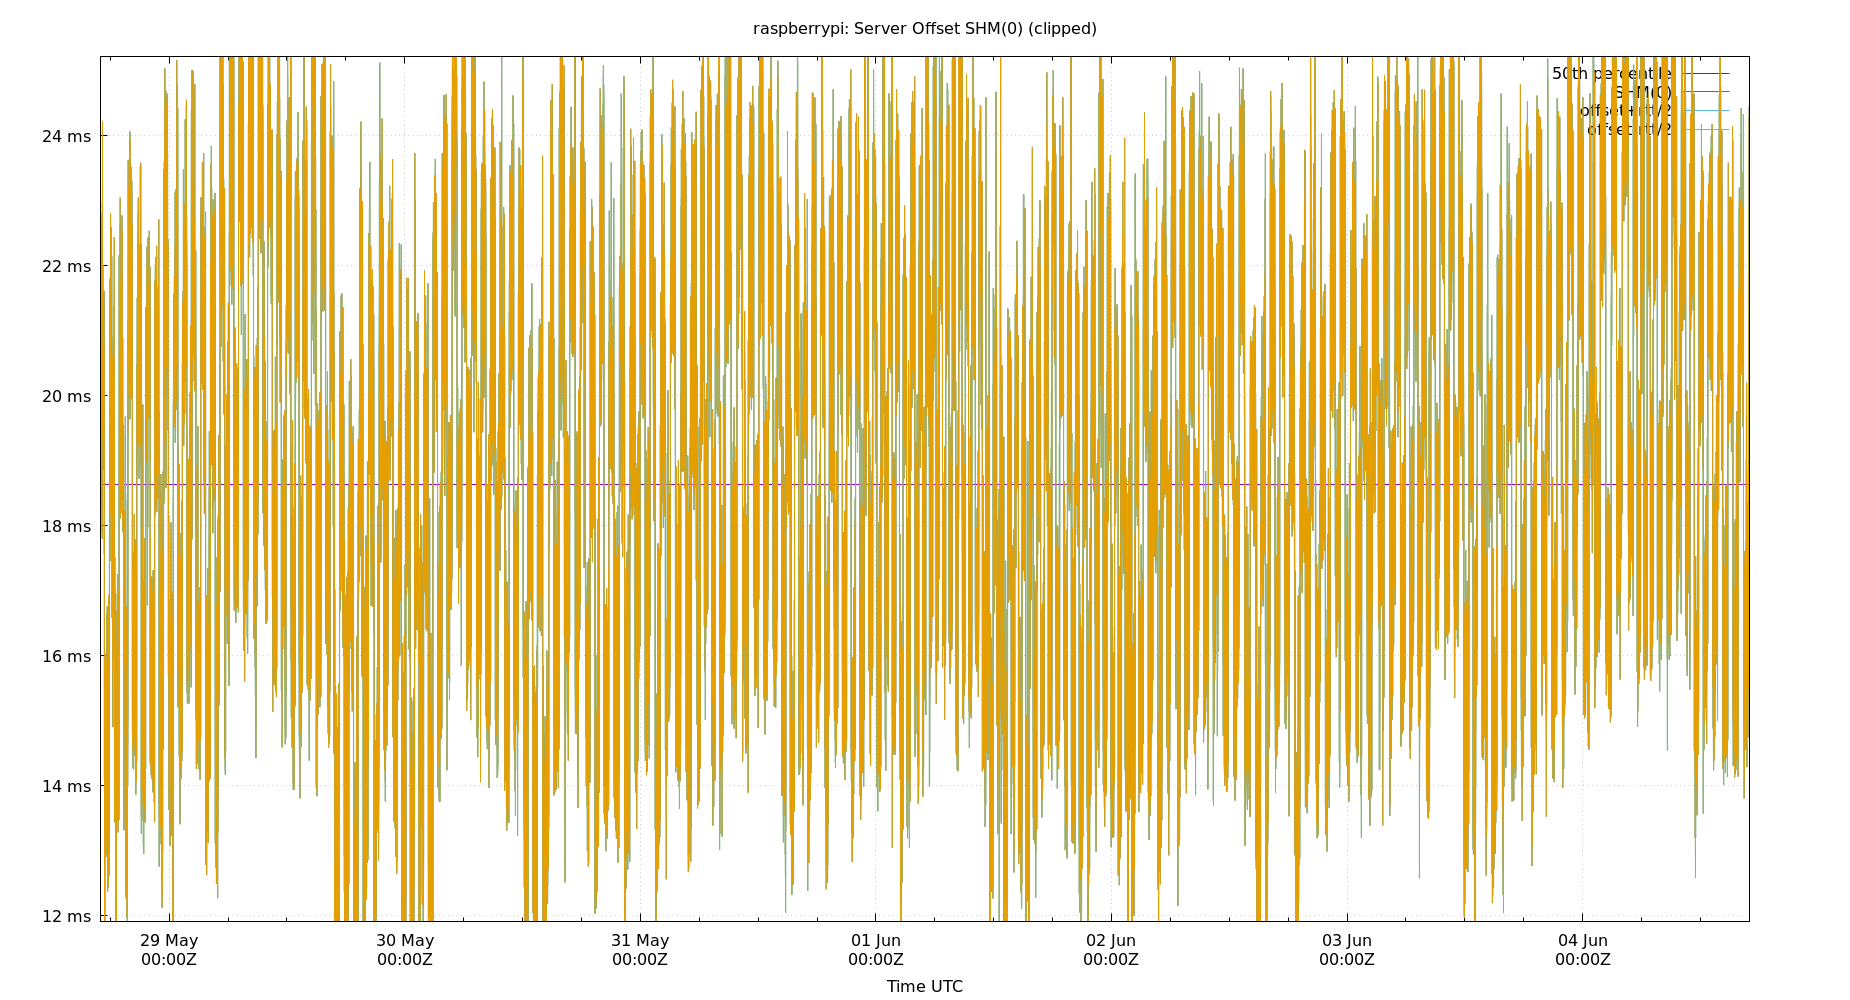 raspberrypi: Server Offset SHM(0) (clipped)
50th percentile
SHM(0)
offset+rtt/2
offset-rtt/2
24 ms
22 ms
20 ms
18 ms
16 ms
14 ms
12 ms
29 May 30 May 31 May 01 Jun 02 Jun 03 Jun 04 Jun
00:00Z 00:00Z 00:00Z 00:00Z 00:00Z 00:00Z 00:00Z
Time UTC